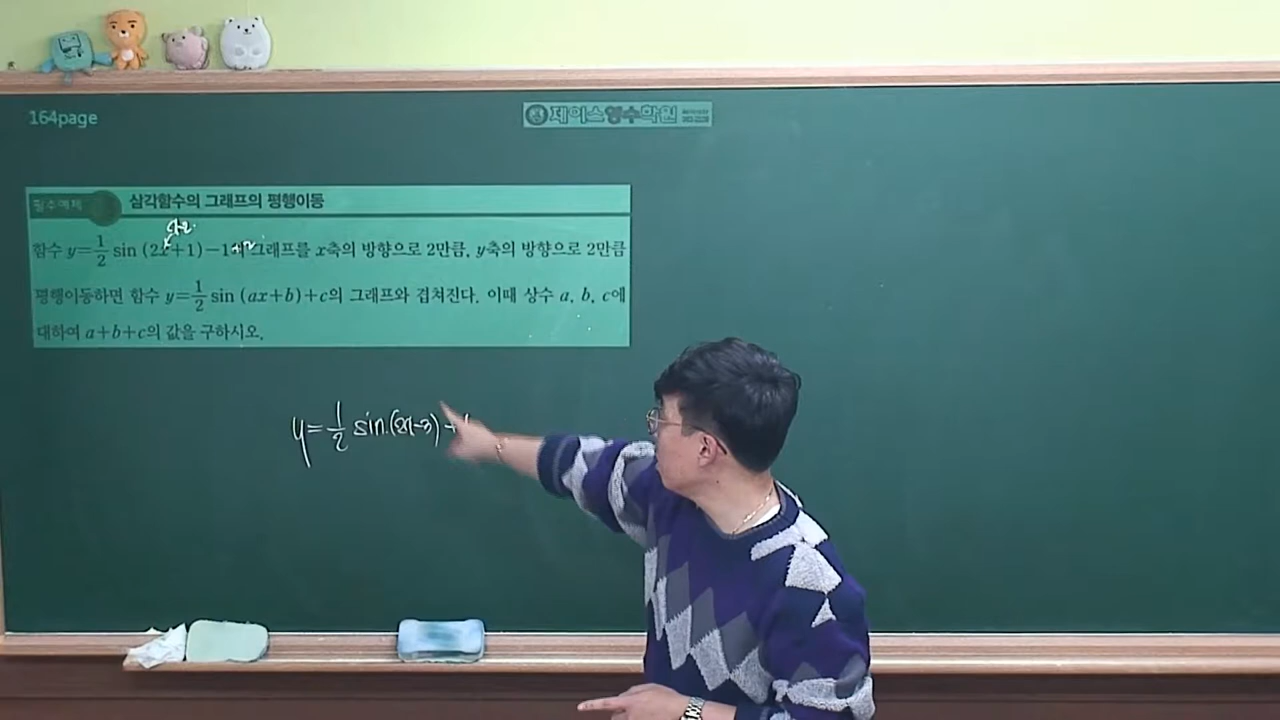 164page
제이스영수학원
필수예제 삼각함수의 그래프의 평행이동
x-2
함수 y=\frac{1}{2} sin (2x+1)-1의 그래프를 x축의 방향으로 2만큼, y축의 방향으로 2만큼
+2
평행이동하면 함수 y=\frac{1}{2} sin (ax+b)+c의 그래프와 겹쳐진다. 이때 상수 a, b, c에
대하여 a+b+c의 값을 구하시오.
y=\frac{1}{2} sin(2x-3)+1